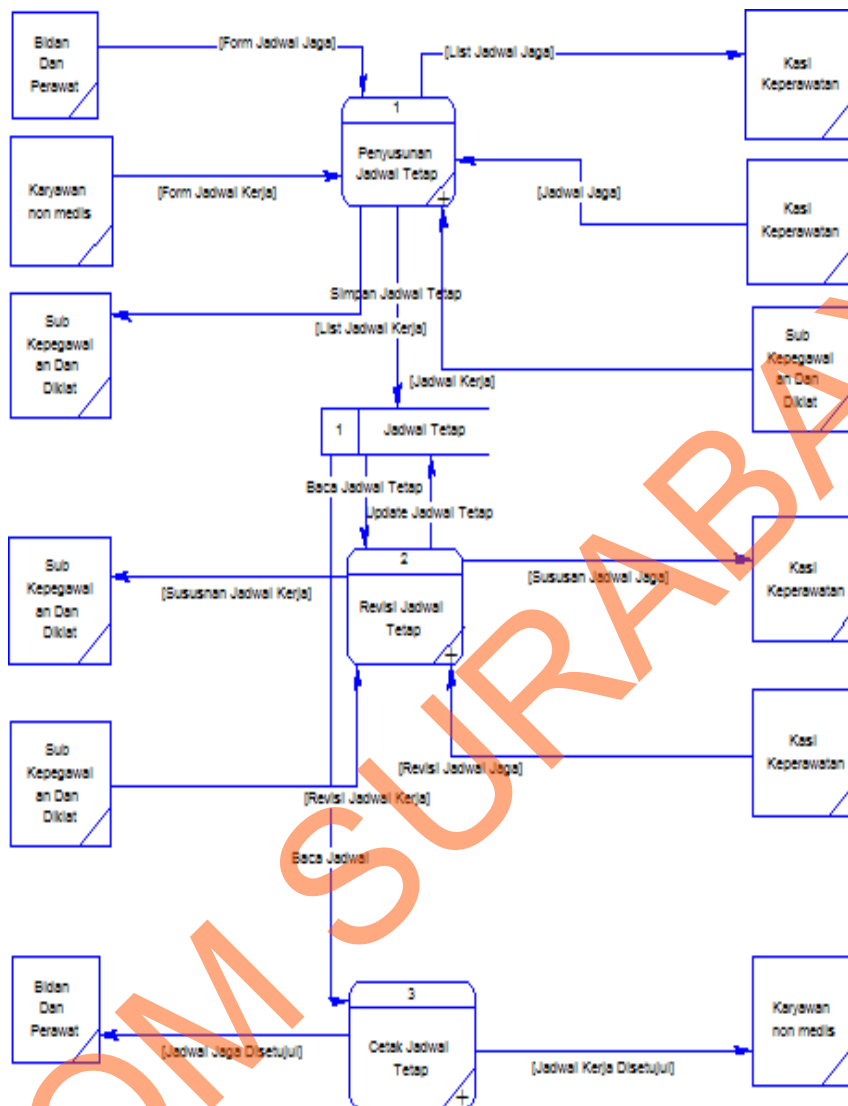 Bidan
Dan
Perawat
[Form Jadwal Jaga]
[List Jadwal Jaga]
Kasi
Keperawatan
1
Penyusunan
Jadwal Tetap
+
Karyawan
non medis
[Form Jadwal Kerja]
[Jadwal Jaga]
Kasi
Keperawatan
Sub
Kepegawai
an Dan
Diklat
Simpan Jadwal Tetap
[List Jadwal Kerja]
[Jadwal Kerja]
Sub
Kepegawai
an Dan
Diklat
1
Jadwal Tetap
Baca Jadwal Tetap
Update Jadwal Tetap
Sub
Kepegawai
an Dan
Diklat
[Sususnan Jadwal Kerja]
2
Revisi Jadwal
Tetap
+
[Sususan Jadwal Jaga]
Kasi
Keperawatan
Sub
Kepegawai
an Dan
Diklat
[Revisi Jadwal Kerja]
[Revisi Jadwal Jaga]
Kasi
Keperawatan
Baca Jadwal
Bidan
Dan
Perawat
[Jadwal Jaga Disetujui]
3
Cetak Jadwal
Tetap
+
[Jadwal Kerja Disetujui]
Karyawan
non medis
OM SURABAY